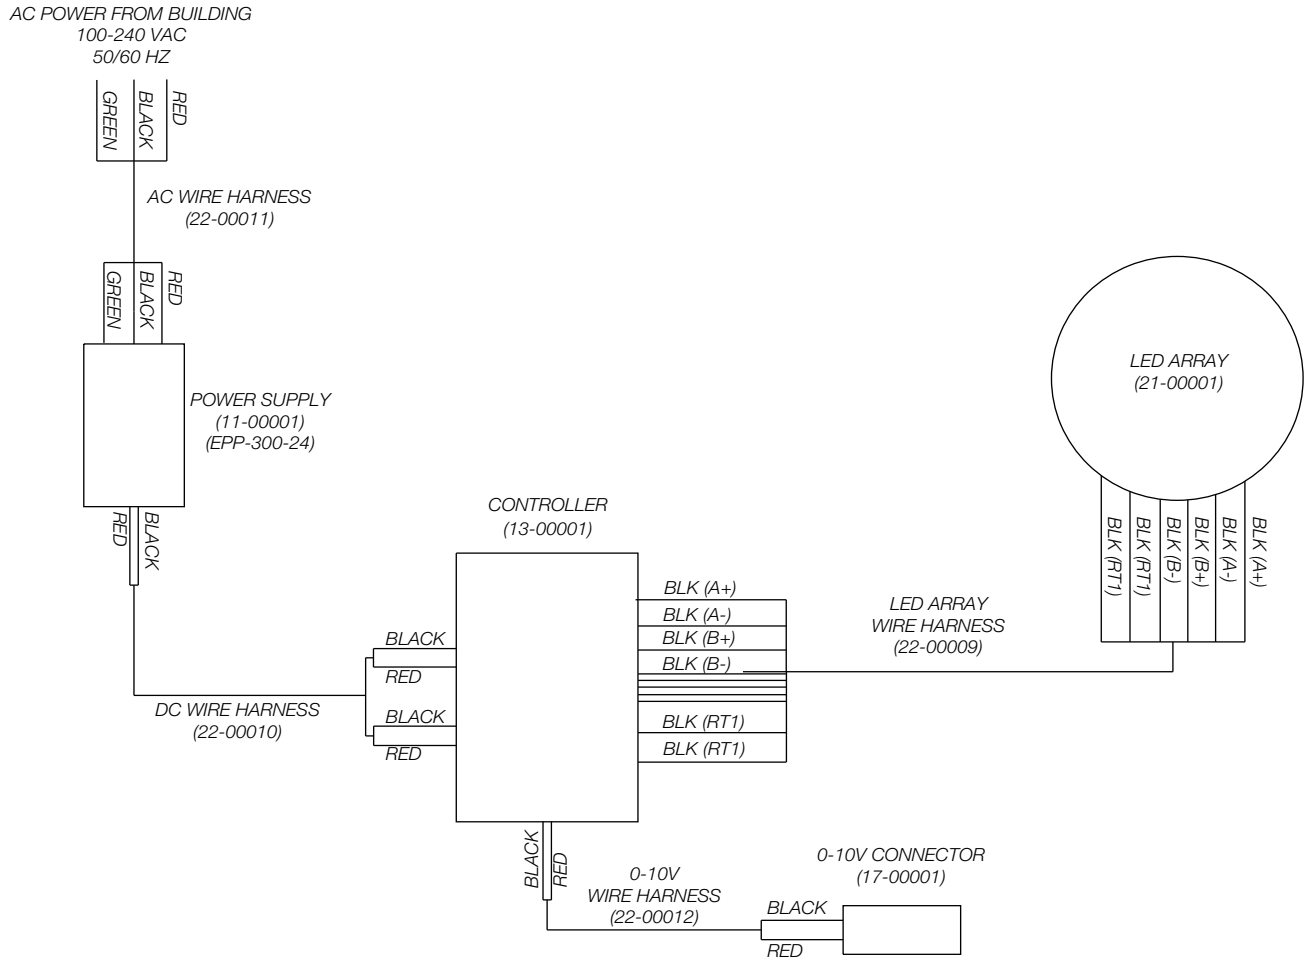 AC POWER FROM BUILDING
100-240 VAC
50/60 HZ
GREEN
BLACK
RED
AC WIRE HARNESS
(22-00011)
GREEN
BLACK
RED
POWER SUPPLY
(11-00001)
(EPP-300-24)
RED
BLACK
DC WIRE HARNESS
(22-00010)
BLACK
RED
BLACK
RED
CONTROLLER
(13-00001)
BLK (A+)
BLK (A-)
BLK (B+)
BLK (B-)
BLK (RT1)
BLK (RT1)
LED ARRAY
WIRE HARNESS
(22-00009)
LED ARRAY
(21-00001)
BLK (RT1)
BLK (RT1)
BLK (B-)
BLK (B+)
BLK (A-)
BLK (A+)
BLACK
RED
0-10V
WIRE HARNESS
(22-00012)
0-10V CONNECTOR
(17-00001)
BLACK
RED